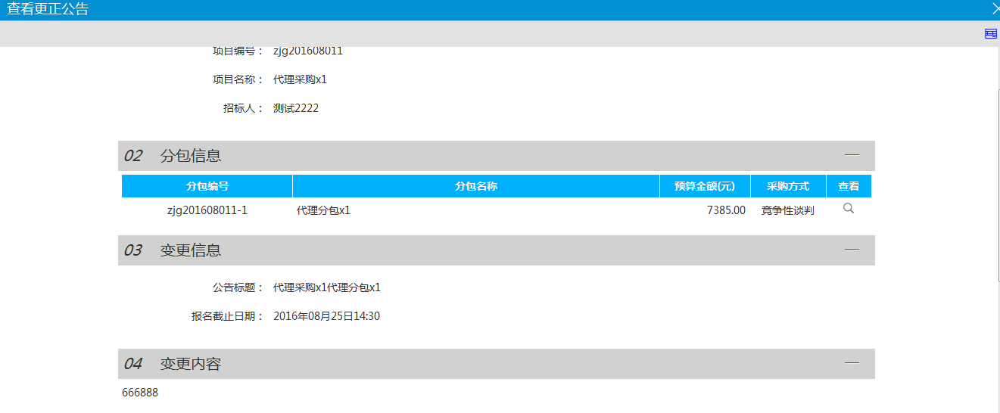 查看更正公告
项目编号： zjg201608011
项目名称： 代理采购x1
招标人： 测试2222
02 分包信息
分包编号 分包名称 预算金额(元) 采购方式 查看
zjg201608011-1 代理分包x1 7385.00 竞争性谈判
03 变更信息
公告标题： 代理采购x1代理分包x1
报名截止日期： 2016年08月25日14:30
04 变更内容
666888